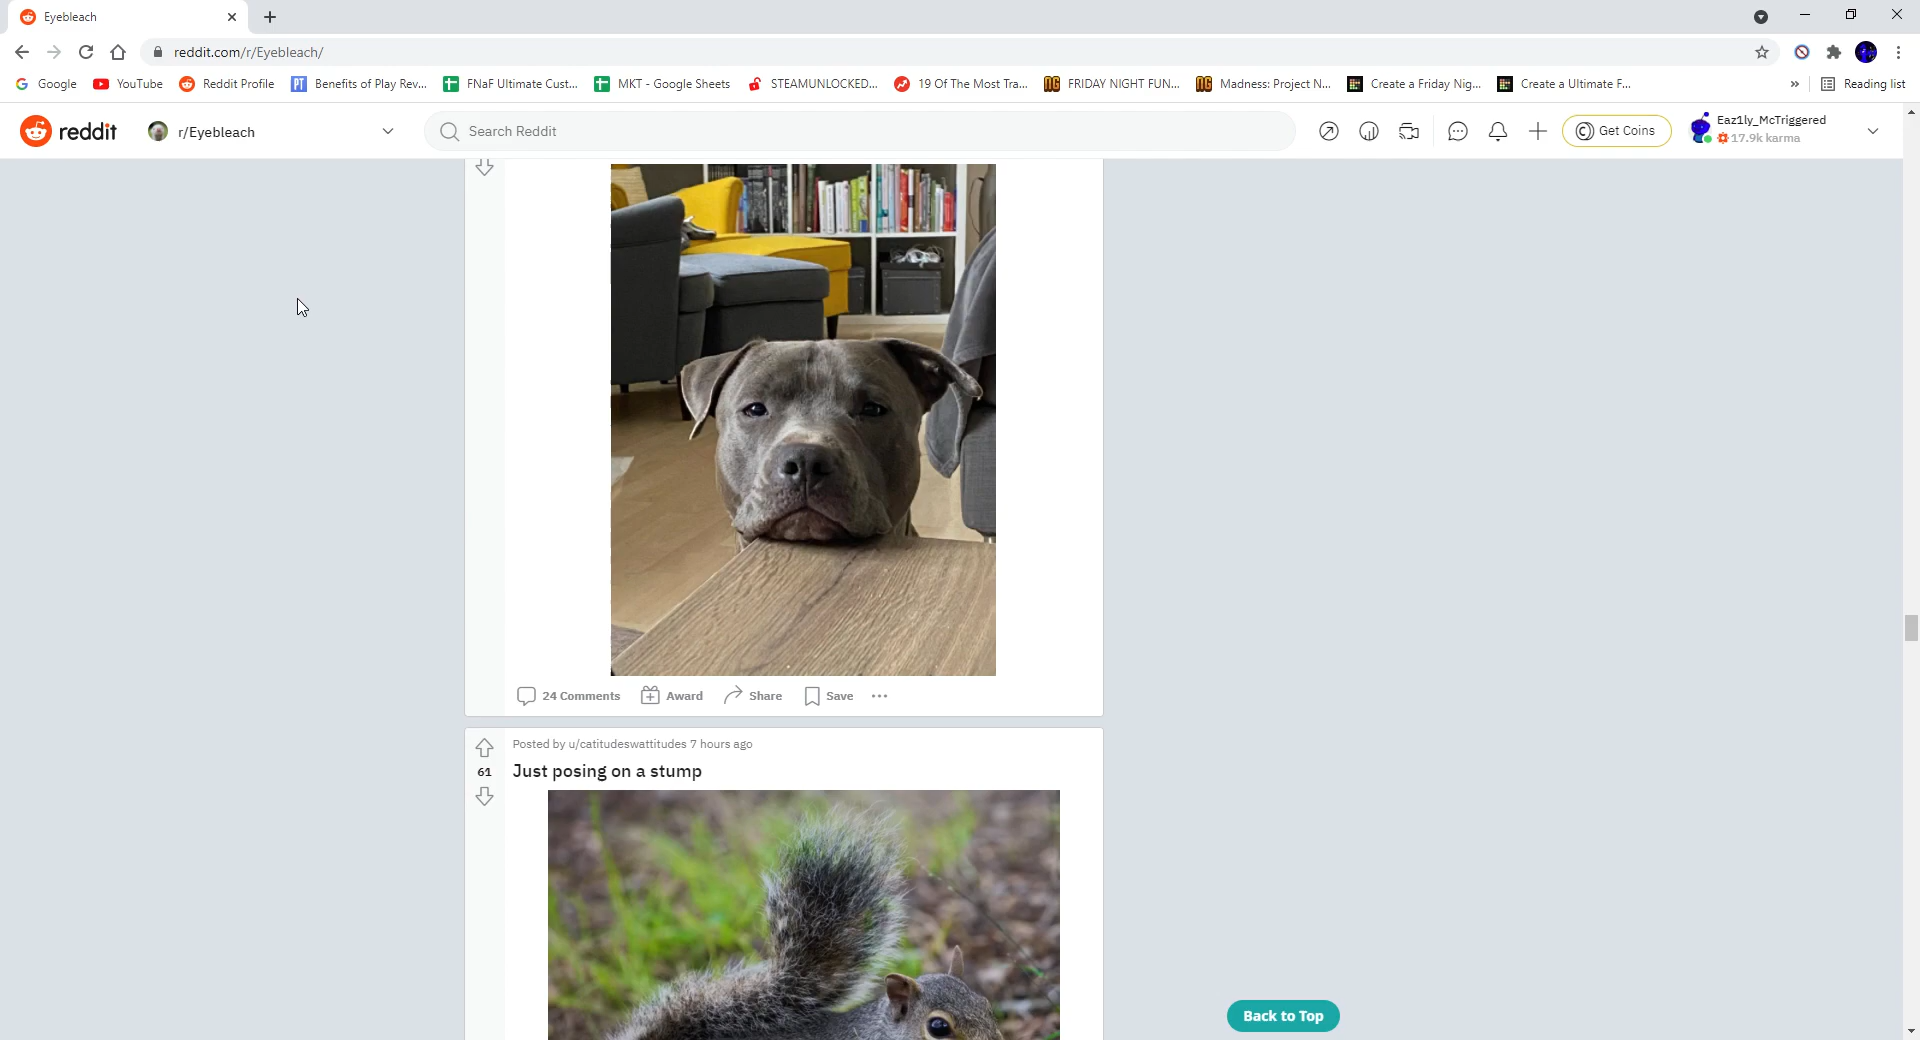 Eyebleach
reddit.com/r/Eyebleach/
Google YouTube Reddit Profile Benefits of Play Rev... FNaF Ultimate Cust... MKT - Google Sheets STEAMUNLOCKED... 19 Of The Most Tra... FRIDAY NIGHT FUN... Madness: Project N... Create a Friday Nig... Create a Ultimate F... » Reading list
reddit r/Eyebleach Search Reddit Get Coins Eaz1ly_McTriggered
17.9k karma
24 Comments Award Share Save
Posted by u/catitudeswattitudes 7 hours ago
61 Just posing on a stump
Back to Top